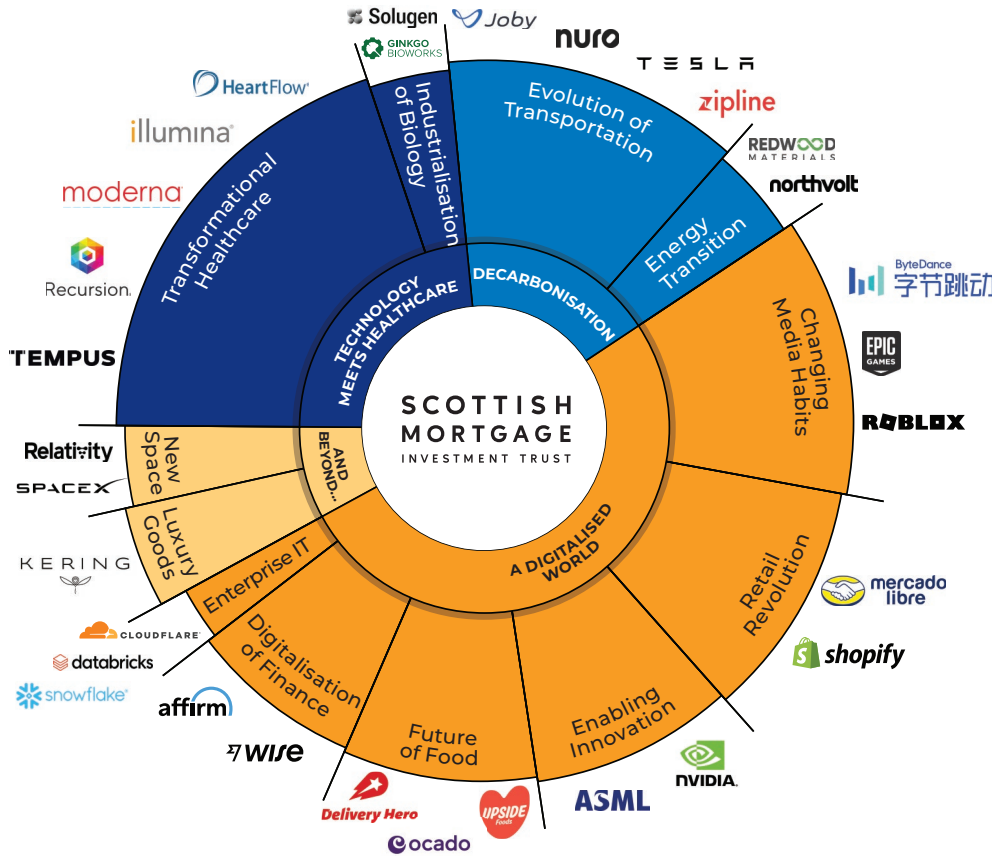 SCOTTISH
MORTGAGE
INVESTMENT TRUST
TECHNOLOGY
MEETS HEALTHCARE
DECARBONISATION
A DIGITALISED
WORLD
AND
BEYOND...
Industrialisation
of Biology
Solugen
GINKGO
BIOWORKS
Evolution of
Transportation
Joby
nuro
TESLA
zipline
Energy
Transition
REDWOOD
MATERIALS
northvolt
Changing
Media Habits
ByteDance
字节跳动
EPIC
GAMES
ROBLOX
Retail
Revolution
mercado
libre
shopify
Enabling
Innovation
NVIDIA.
ASML
Future
of Food
UPSIDE
Foods
ocado
Delivery Hero
Digitalisation
of Finance
WISE
affirm
Enterprise IT
snowflake®
databricks
CLOUDFLARE®
Luxury
Goods
KERING
New
Space
SPACEX
Relativity
Transformational
Healthcare
TEMPUS
Recursion.
moderna
illumina®
HeartFlow®